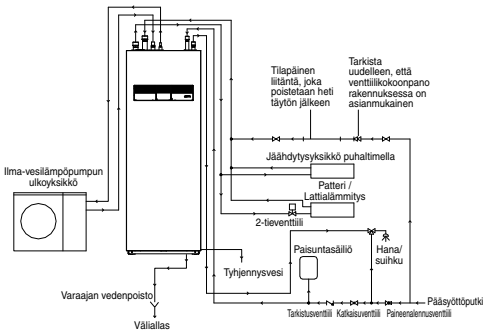 Tilapäinen
liitäntä, joka
poistetaan heti
täytön jälkeen
Tarkista
uudelleen, että
venttiilikokoonpano
rakennuksessa on
asianmukainen
Jäähdytysyksikkö puhaltimella
Patteri /
Lattialämmitys
2-tieventtiili
Ilma-vesilämpöpumpun
ulkoyksikkö
Paisuntasäiliö
Hana/
suihku
Tyhjennysvesi
Varaajan vedenpoisto
Väliallas
Tarkistusventtiili
Katkaisuventtiili
Paineenalennusventtiili
Pääsyöttöputki